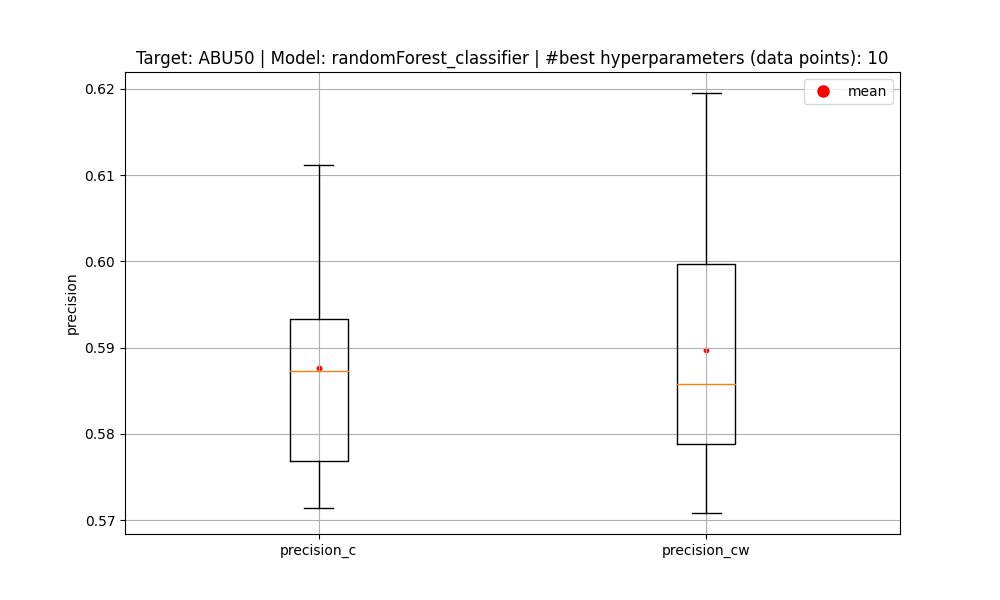 Target: ABU50 | Model: randomForest_classifier | #best hyperparameters (data points): 10
mean
0.62
0.61
0.60
0.59
0.58
0.57
precision
precision_c
precision_cw